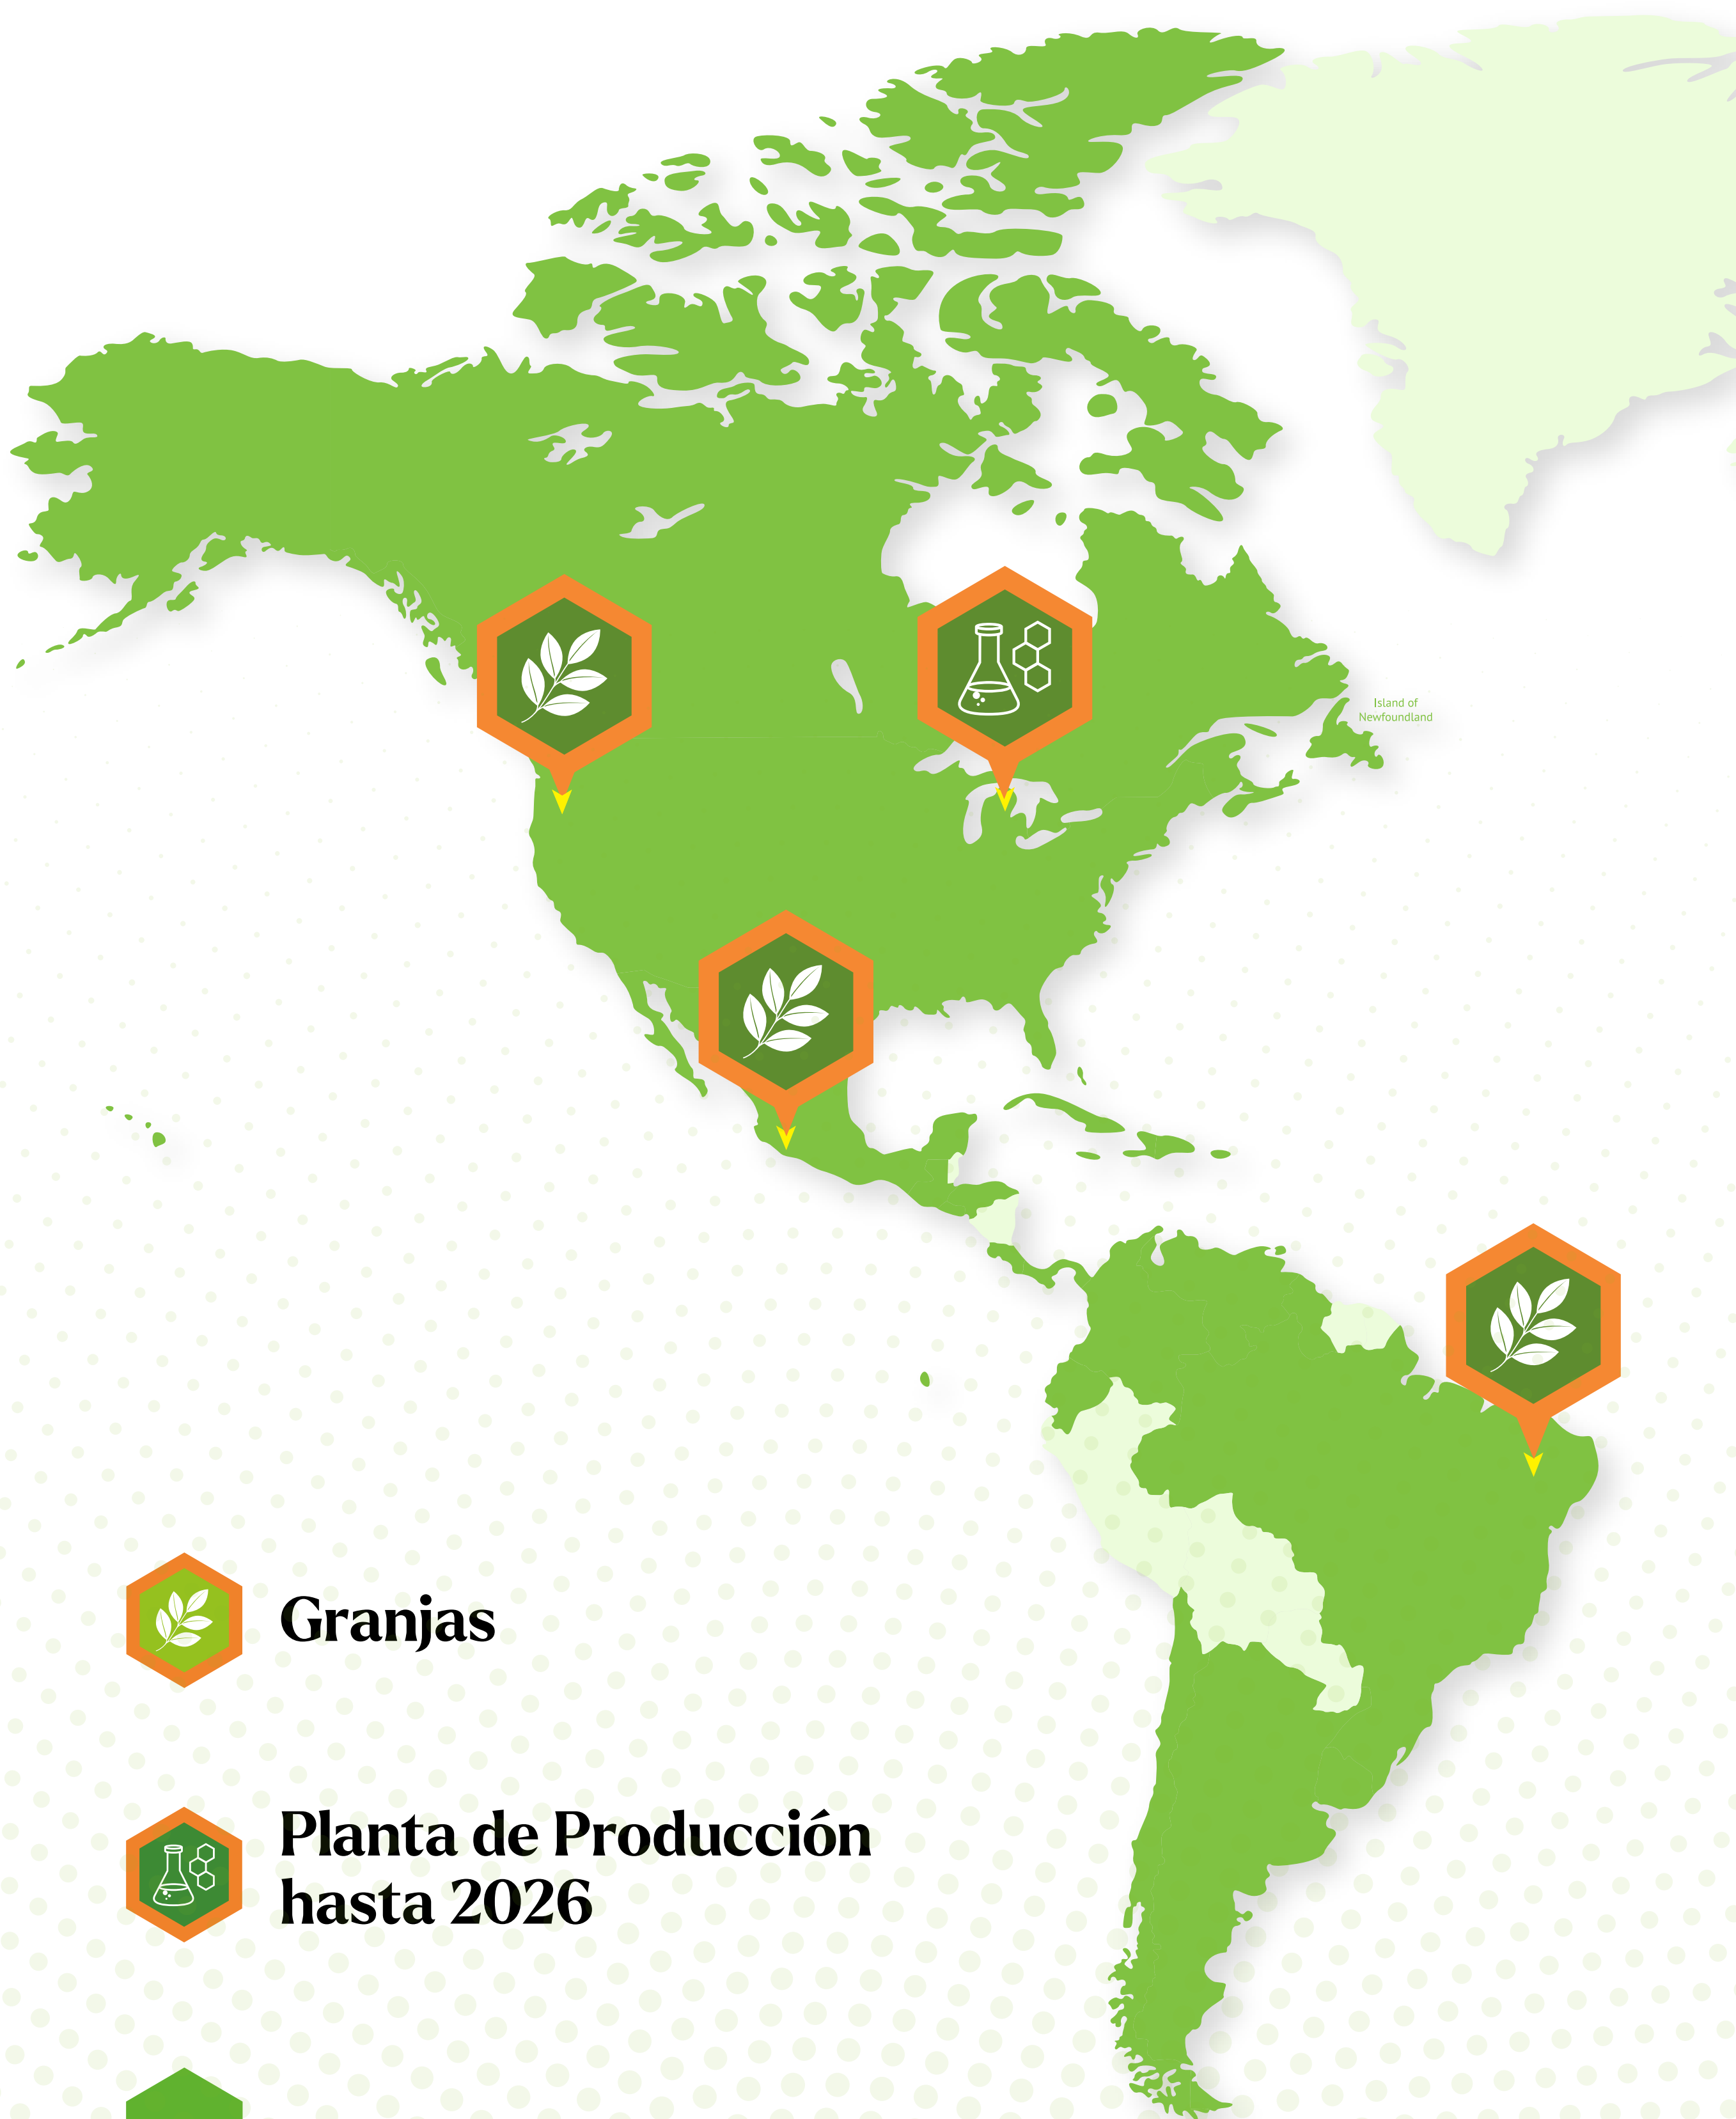 Island of
Newfoundland
Granjas
Planta de Producción
hasta 2026